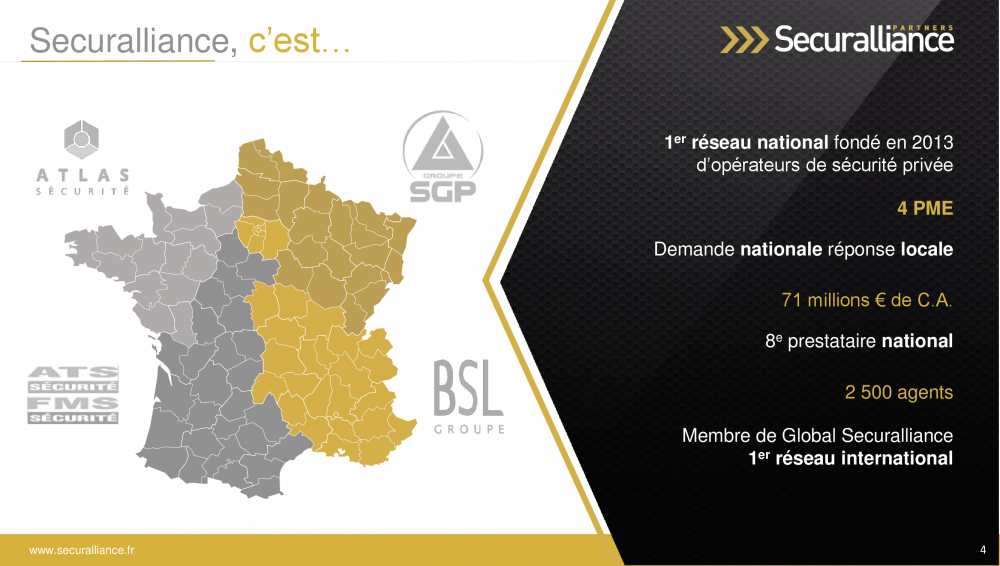 Securalliance, c'est...
PARTNERS
Securalliance
ATLAS
SÉCURITÉ
GROUPE
SGP
1er réseau national fondé en 2013
d'opérateurs de sécurité privée
4 PME
Demande nationale réponse locale
71 millions € de C.A.
8e prestataire national
ATS
SÉCURITÉ
FMS
SÉCURITÉ
BSL
GROUPE
2 500 agents
Membre de Global Securalliance
1er réseau international
www.securalliance.fr
4